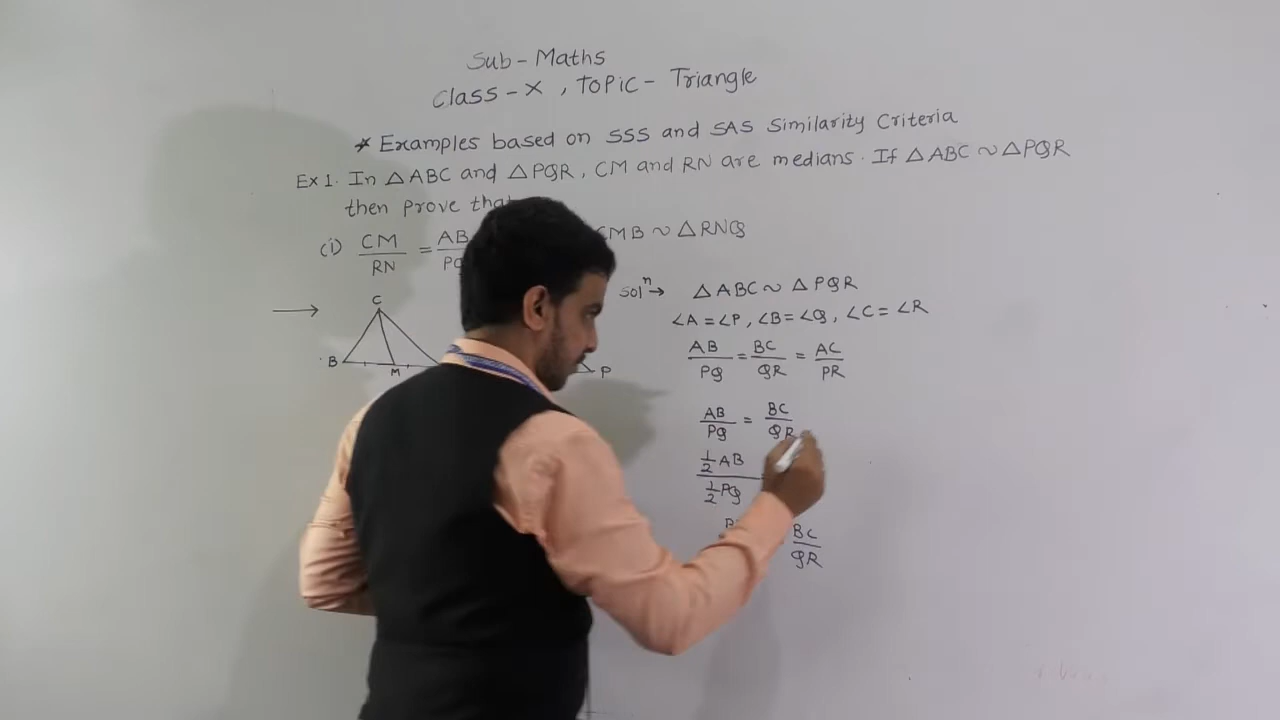 Sub - Maths
Class - X , Topic - Triangle
* Examples based on SSS and SAS Similarity Criteria
Ex 1. In △ABC and △PQR, CM and RN are medians. If △ABC ~ △PQR
then prove that
(i) CM/RN = AB/PQ CMB ~ △RNQ
Solⁿ → △ABC ~ △PQR
∠A = ∠P, ∠B = ∠Q, ∠C = ∠R
→
C
B M P
AB/PQ = BC/QR = AC/PR
AB/PQ = BC/QR
½AB/½PQ
BC/QR